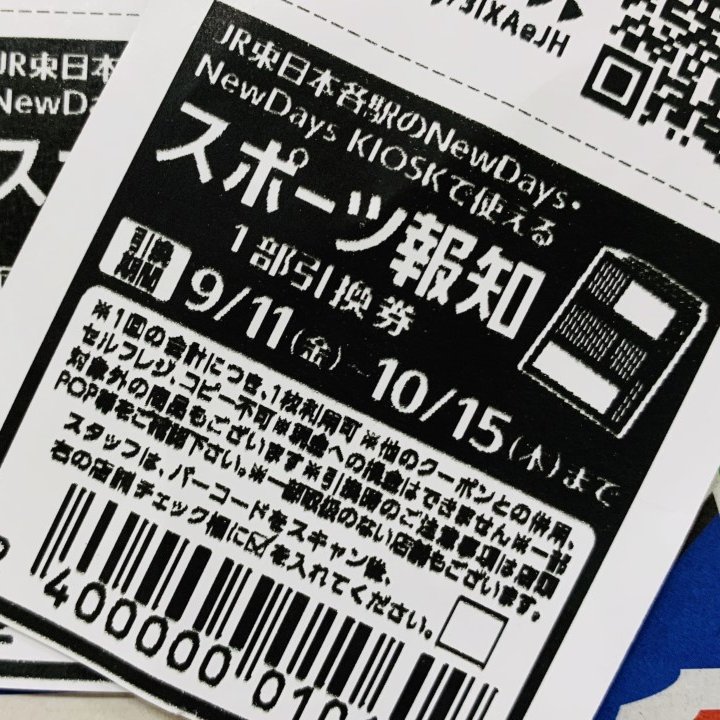 JR東日本各駅のNewDays・
NewDays KIOSKで使える
スポーツ報知
1部引換券
引換
期間
9/11(金)~10/15(木)まで
※1回の会計につき、1枚利用可※他のクーポンとの併用、
セルフレジ、コピー不可※現金への換金はできません※一部
対象外の商品もございます※引換時のご注意事項は店頭
POP等をご確認下さい。※一部取扱のない店舗もございます。
スタッフは、バーコードをスキャン後、
右の店舗チェック欄に☑を入れてください。
400000 010
JR東日本
NewDa
ス